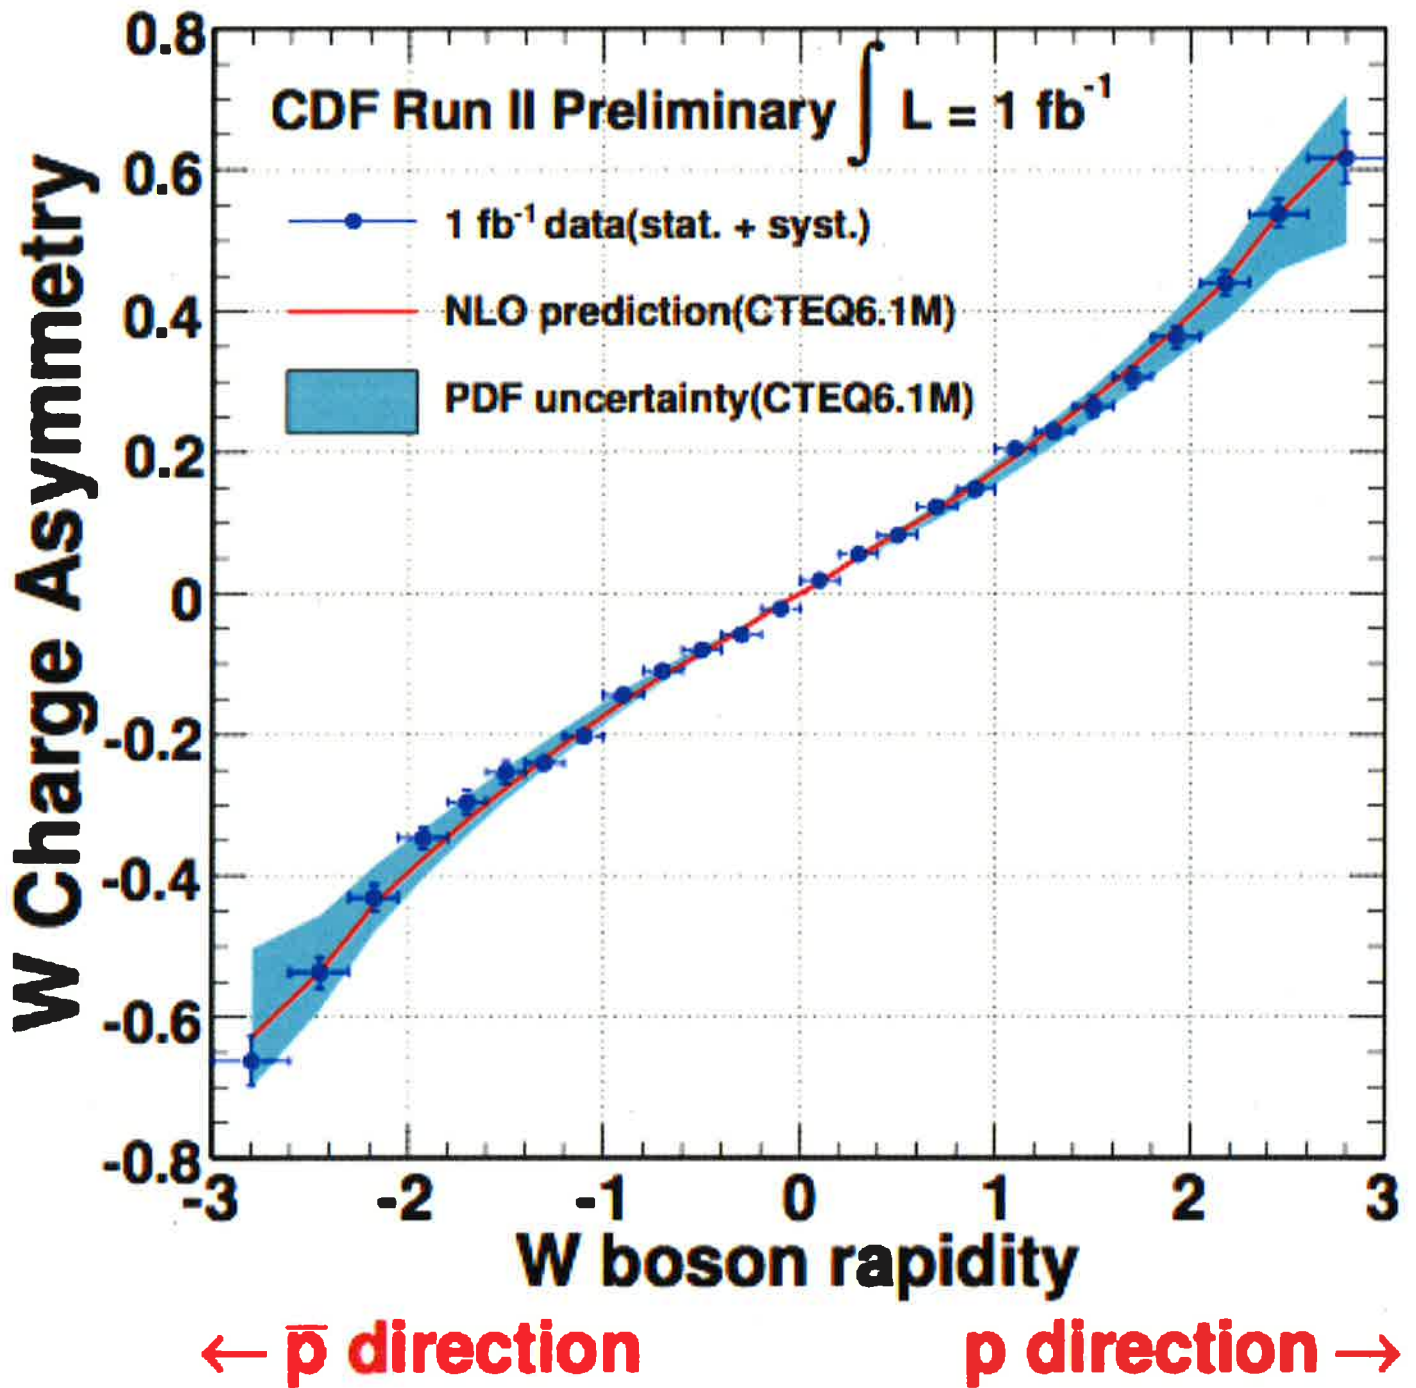 CDF Run II Preliminary ∫ L = 1 fb⁻¹
1 fb⁻¹ data(stat. + syst.)
NLO prediction(CTEQ6.1M)
PDF uncertainty(CTEQ6.1M)
W Charge Asymmetry
0.8
0.6
0.4
0.2
0
-0.2
-0.4
-0.6
-0.8
-3 -2 -1 0 1 2 3
W boson rapidity
← p̅ direction p direction →